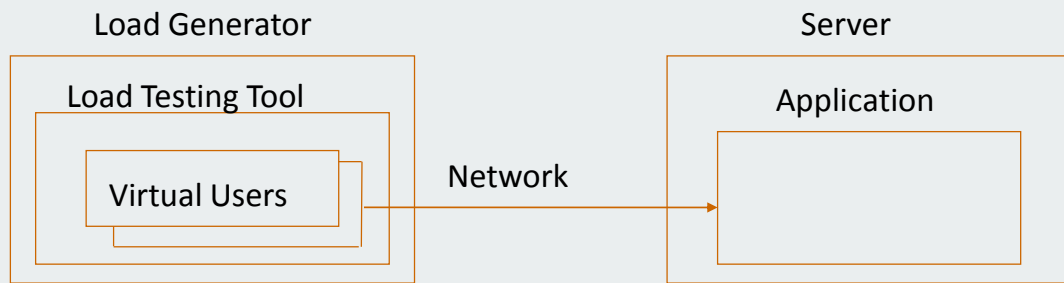 Load Generator
Server
Load Testing Tool
Application
Virtual Users
Network